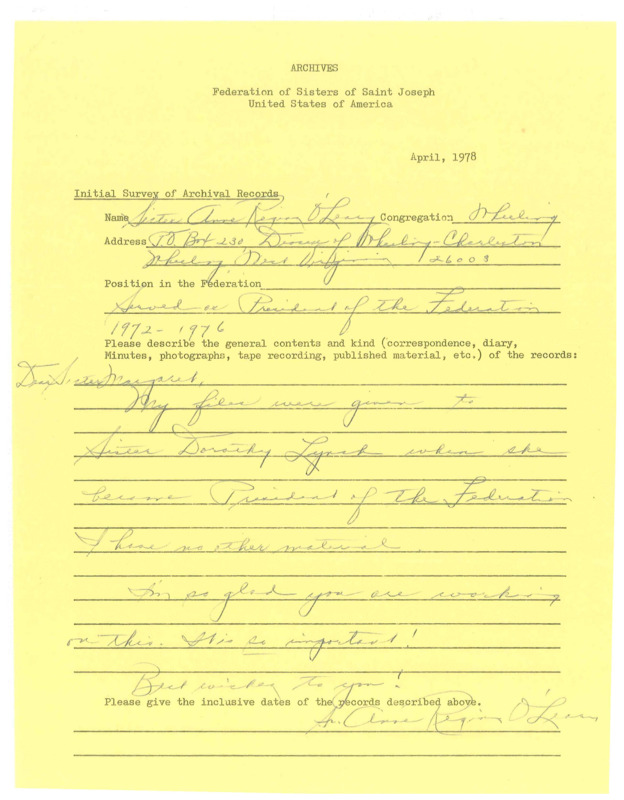 ARCHIVES
Federation of Sisters of Saint Joseph
United States of America
April, 1978
Initial Survey of Archival Records
Name Sister Anne Regina O'Leary Congregation Wheeling
Address P.O. Box 230, Diocese of Wheeling-Charleston
Wheeling West Virginia 26003
Position in the Federation
Served as President of the Federation
1972-1976
Please describe the general contents and kind (correspondence, diary,
Minutes, photographs, tape recording, published material, etc.) of the records:
Dear Sister Margaret,
My files were given to
Sister Dorothy Lynch when she
became President of the Federation
I have no other material.
I'm so glad you are working
on this. It is so important!
Best wishes to you!
Please give the inclusive dates of the records described above.
Sr. Anne Regina O'Leary